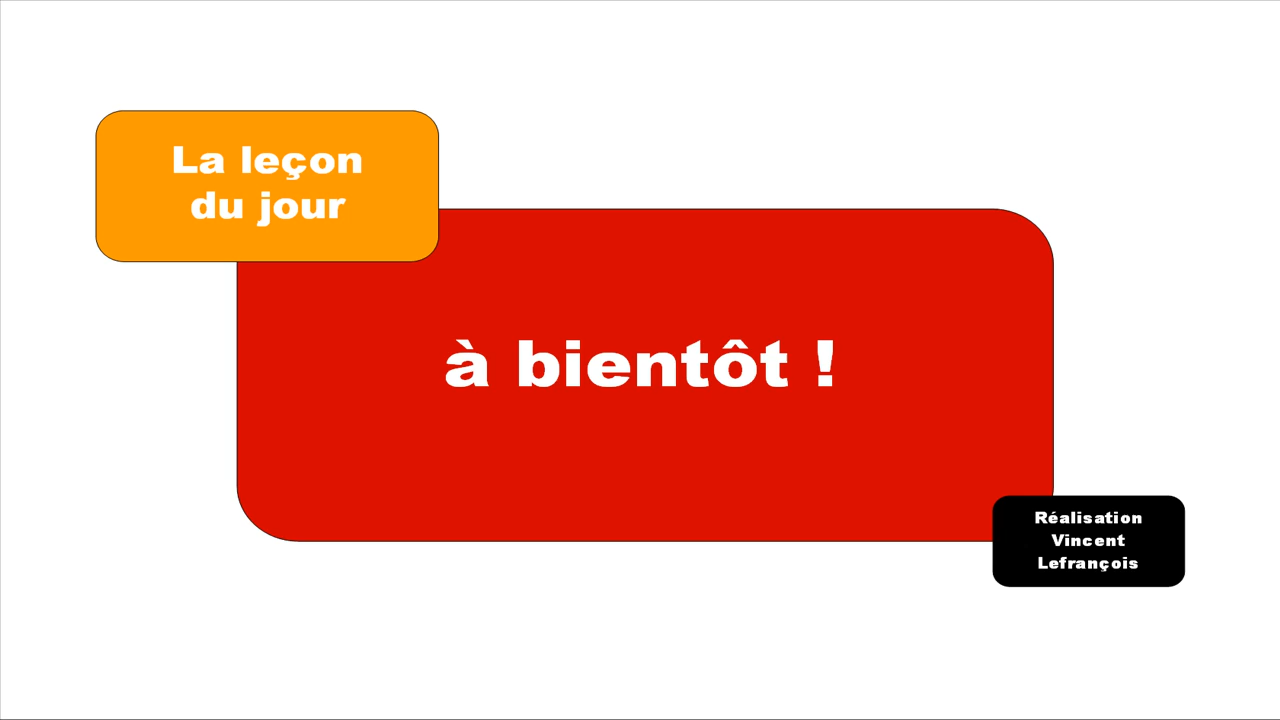 La leçon
du jour
à bientôt !
Réalisation
Vincent
Lefrançois